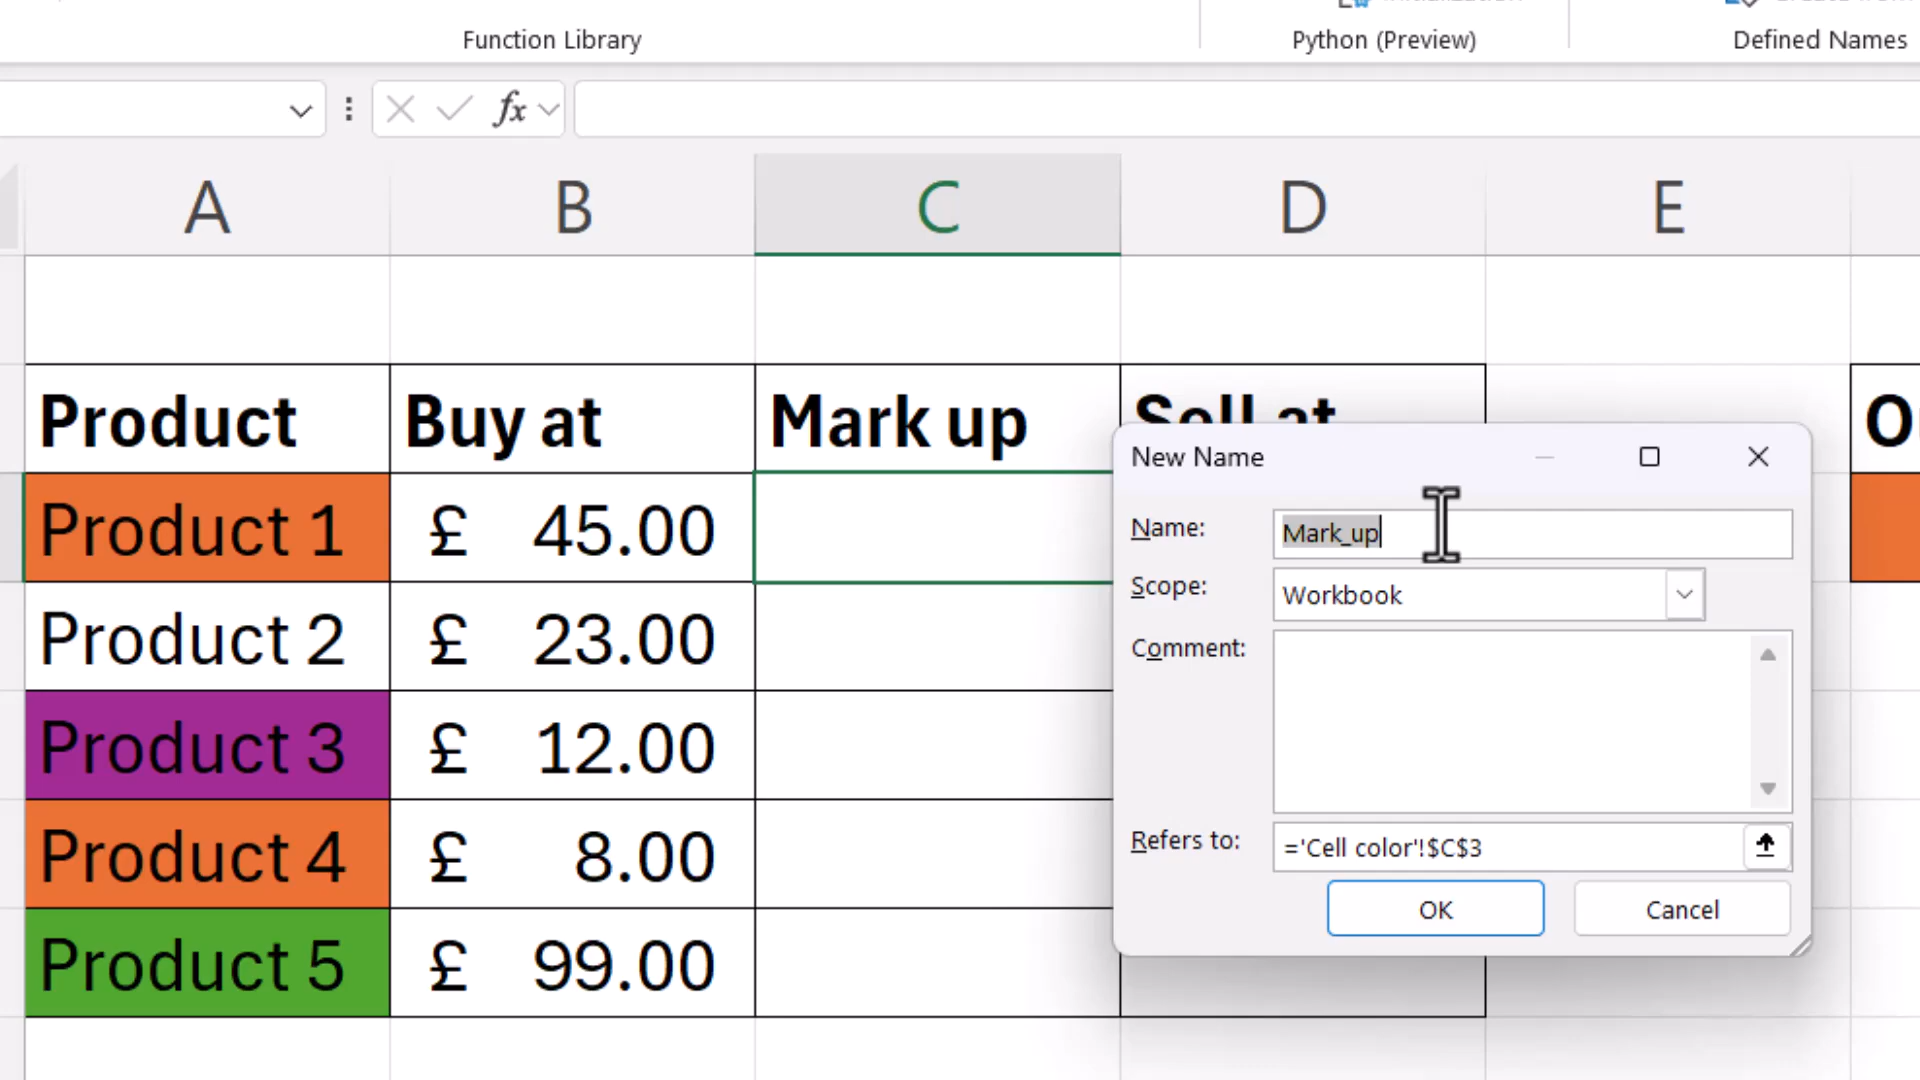 Function Library
Python (Preview)
Defined Names
fx
A B C D E
Product Buy at Mark up Sell at
Product 1 £ 45.00
Product 2 £ 23.00
Product 3 £ 12.00
Product 4 £ 8.00
Product 5 £ 99.00
New Name
Name: Mark_up
Scope: Workbook
Comment:
Refers to: ='Cell color'!$C$3
OK Cancel